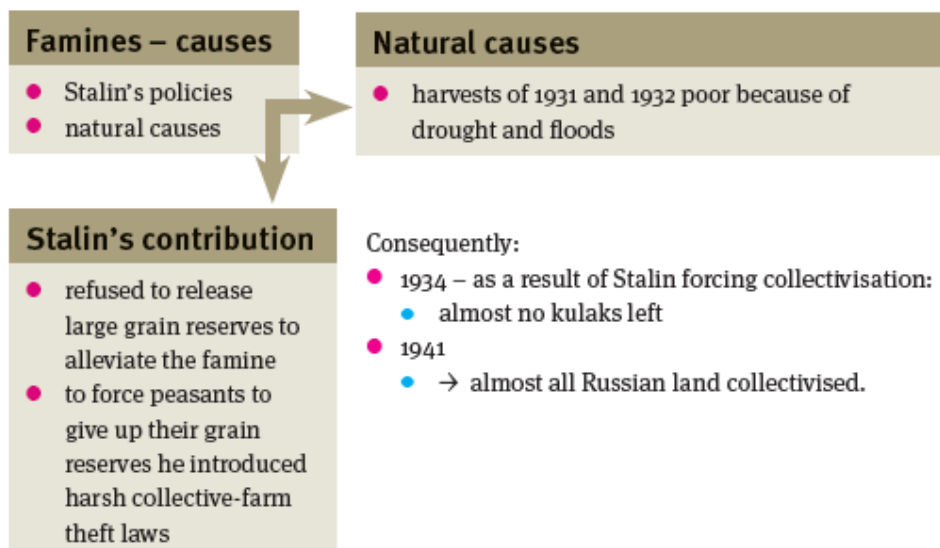 Famines – causes
● Stalin's policies
● natural causes
Natural causes
● harvests of 1931 and 1932 poor because of
drought and floods
Stalin's contribution
● refused to release
large grain reserves to
alleviate the famine
● to force peasants to
give up their grain
reserves he introduced
harsh collective-farm
theft laws
Consequently:
● 1934 – as a result of Stalin forcing collectivisation:
● almost no kulaks left
● 1941
● → almost all Russian land collectivised.